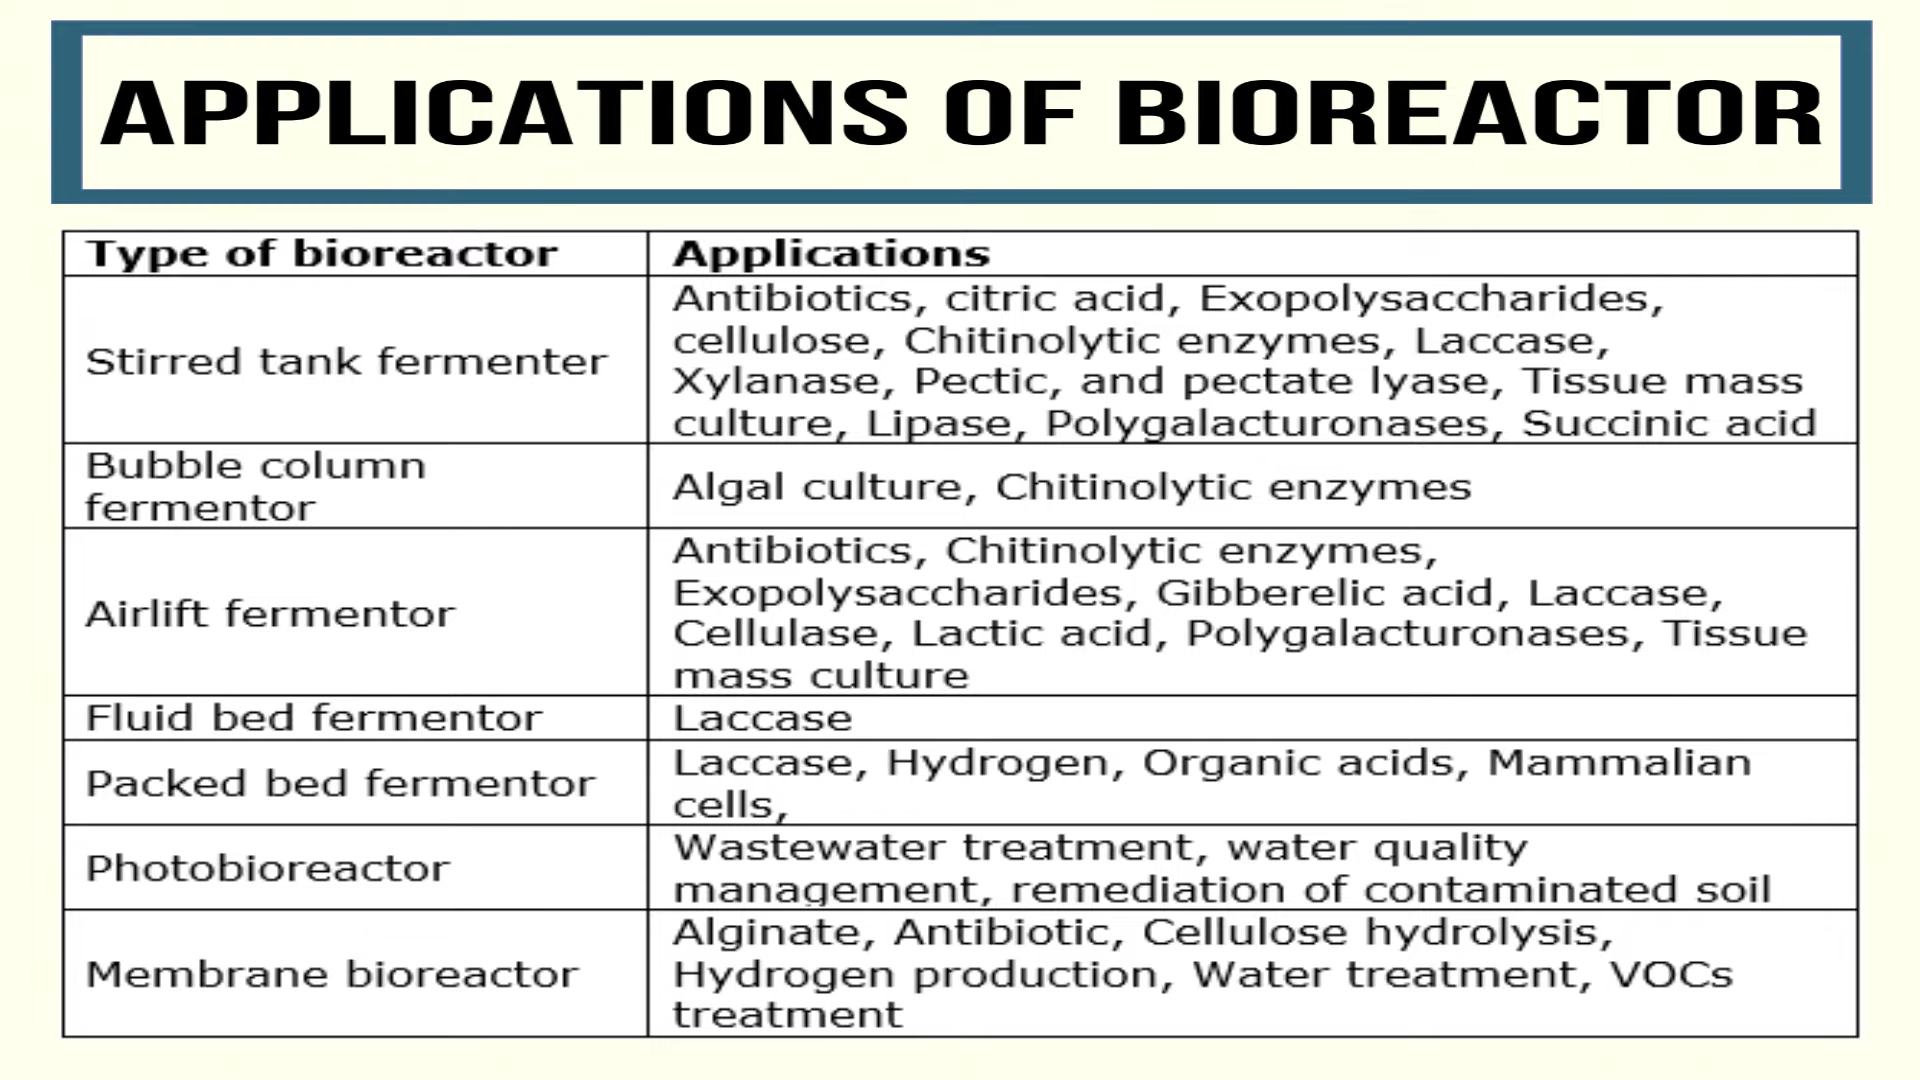 APPLICATIONS OF BIOREACTOR
Type of bioreactor
Applications
Stirred tank fermenter
Antibiotics, citric acid, Exopolysaccharides,
cellulose, Chitinolytic enzymes, Laccase,
Xylanase, Pectic, and pectate lyase, Tissue mass
culture, Lipase, Polygalacturonases, Succinic acid
Bubble column
fermentor
Algal culture, Chitinolytic enzymes
Airlift fermentor
Antibiotics, Chitinolytic enzymes,
Exopolysaccharides, Gibberelic acid, Laccase,
Cellulase, Lactic acid, Polygalacturonases, Tissue
mass culture
Fluid bed fermentor
Laccase
Packed bed fermentor
Laccase, Hydrogen, Organic acids, Mammalian
cells,
Photobioreactor
Wastewater treatment, water quality
management, remediation of contaminated soil
Membrane bioreactor
Alginate, Antibiotic, Cellulose hydrolysis,
Hydrogen production, Water treatment, VOCs
treatment